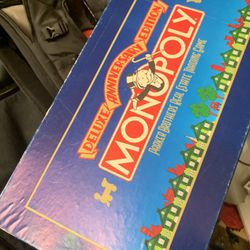 DELUXE ANNIVERSARY EDITION
MONOPOLY
PARKER BROTHERS REAL ESTATE TRADING GAME